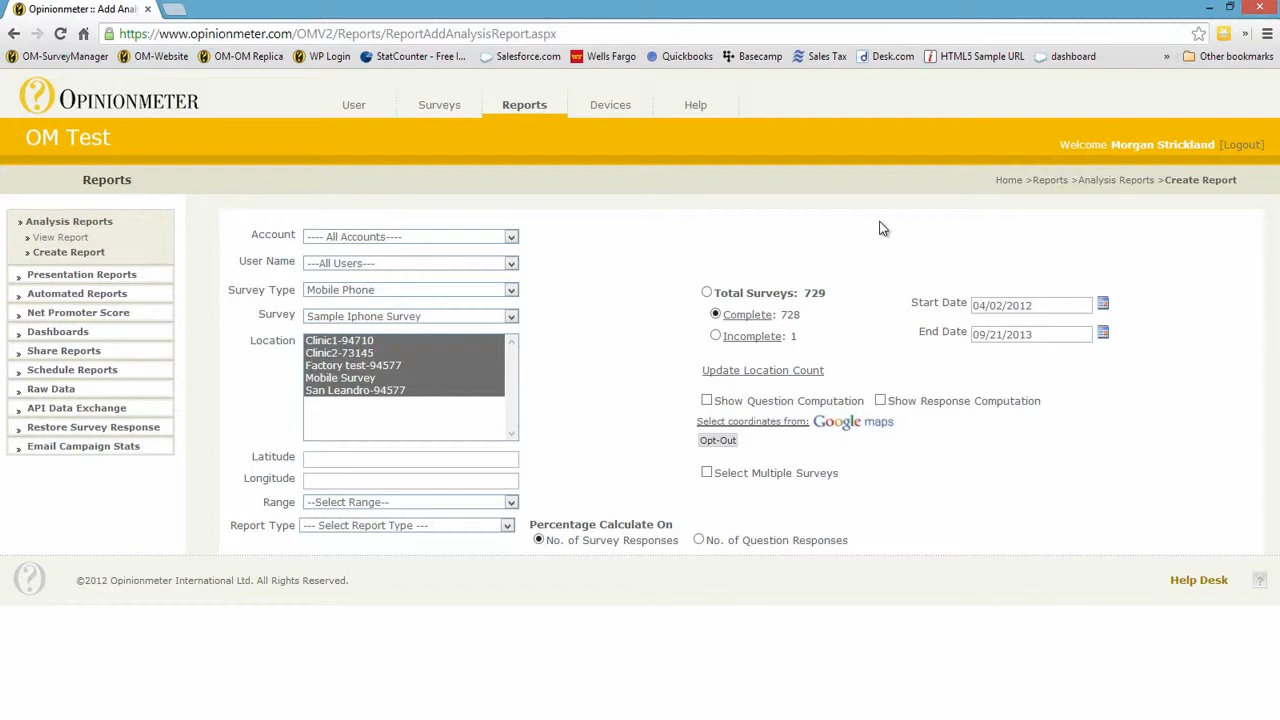 Opinionmeter :: Add Anal
https://www.opinionmeter.com/OMV2/Reports/ReportAddAnalysisReport.aspx
OM-SurveyManager OM-Website OM-OM Replica WP Login StatCounter - Free I... Salesforce.com Wells Fargo Quickbooks Basecamp Sales Tax Desk.com HTML5 Sample URL dashboard » Other bookmarks
OPINIONMETER
User Surveys Reports Devices Help
OM Test
Welcome Morgan Strickland [Logout]
Reports
Home >Reports >Analysis Reports >Create Report
Analysis Reports
View Report
Create Report
Presentation Reports
Automated Reports
Net Promoter Score
Dashboards
Share Reports
Schedule Reports
Raw Data
API Data Exchange
Restore Survey Response
Email Campaign Stats
Account ---- All Accounts----
User Name ---All Users---
Survey Type Mobile Phone
Survey Sample Iphone Survey
Location
Clinic1-94710
Clinic2-73145
Factory test-94577
Mobile Survey
San Leandro-94577
Latitude
Longitude
Range --Select Range--
Report Type --- Select Report Type ---
Total Surveys: 729
Complete: 728
Incomplete: 1
Start Date 04/02/2012
End Date 09/21/2013
Update Location Count
Show Question Computation Show Response Computation
Select coordinates from: Google maps
Opt-Out
Select Multiple Surveys
Percentage Calculate On
No. of Survey Responses No. of Question Responses
©2012 Opinionmeter International Ltd. All Rights Reserved.
Help Desk ?